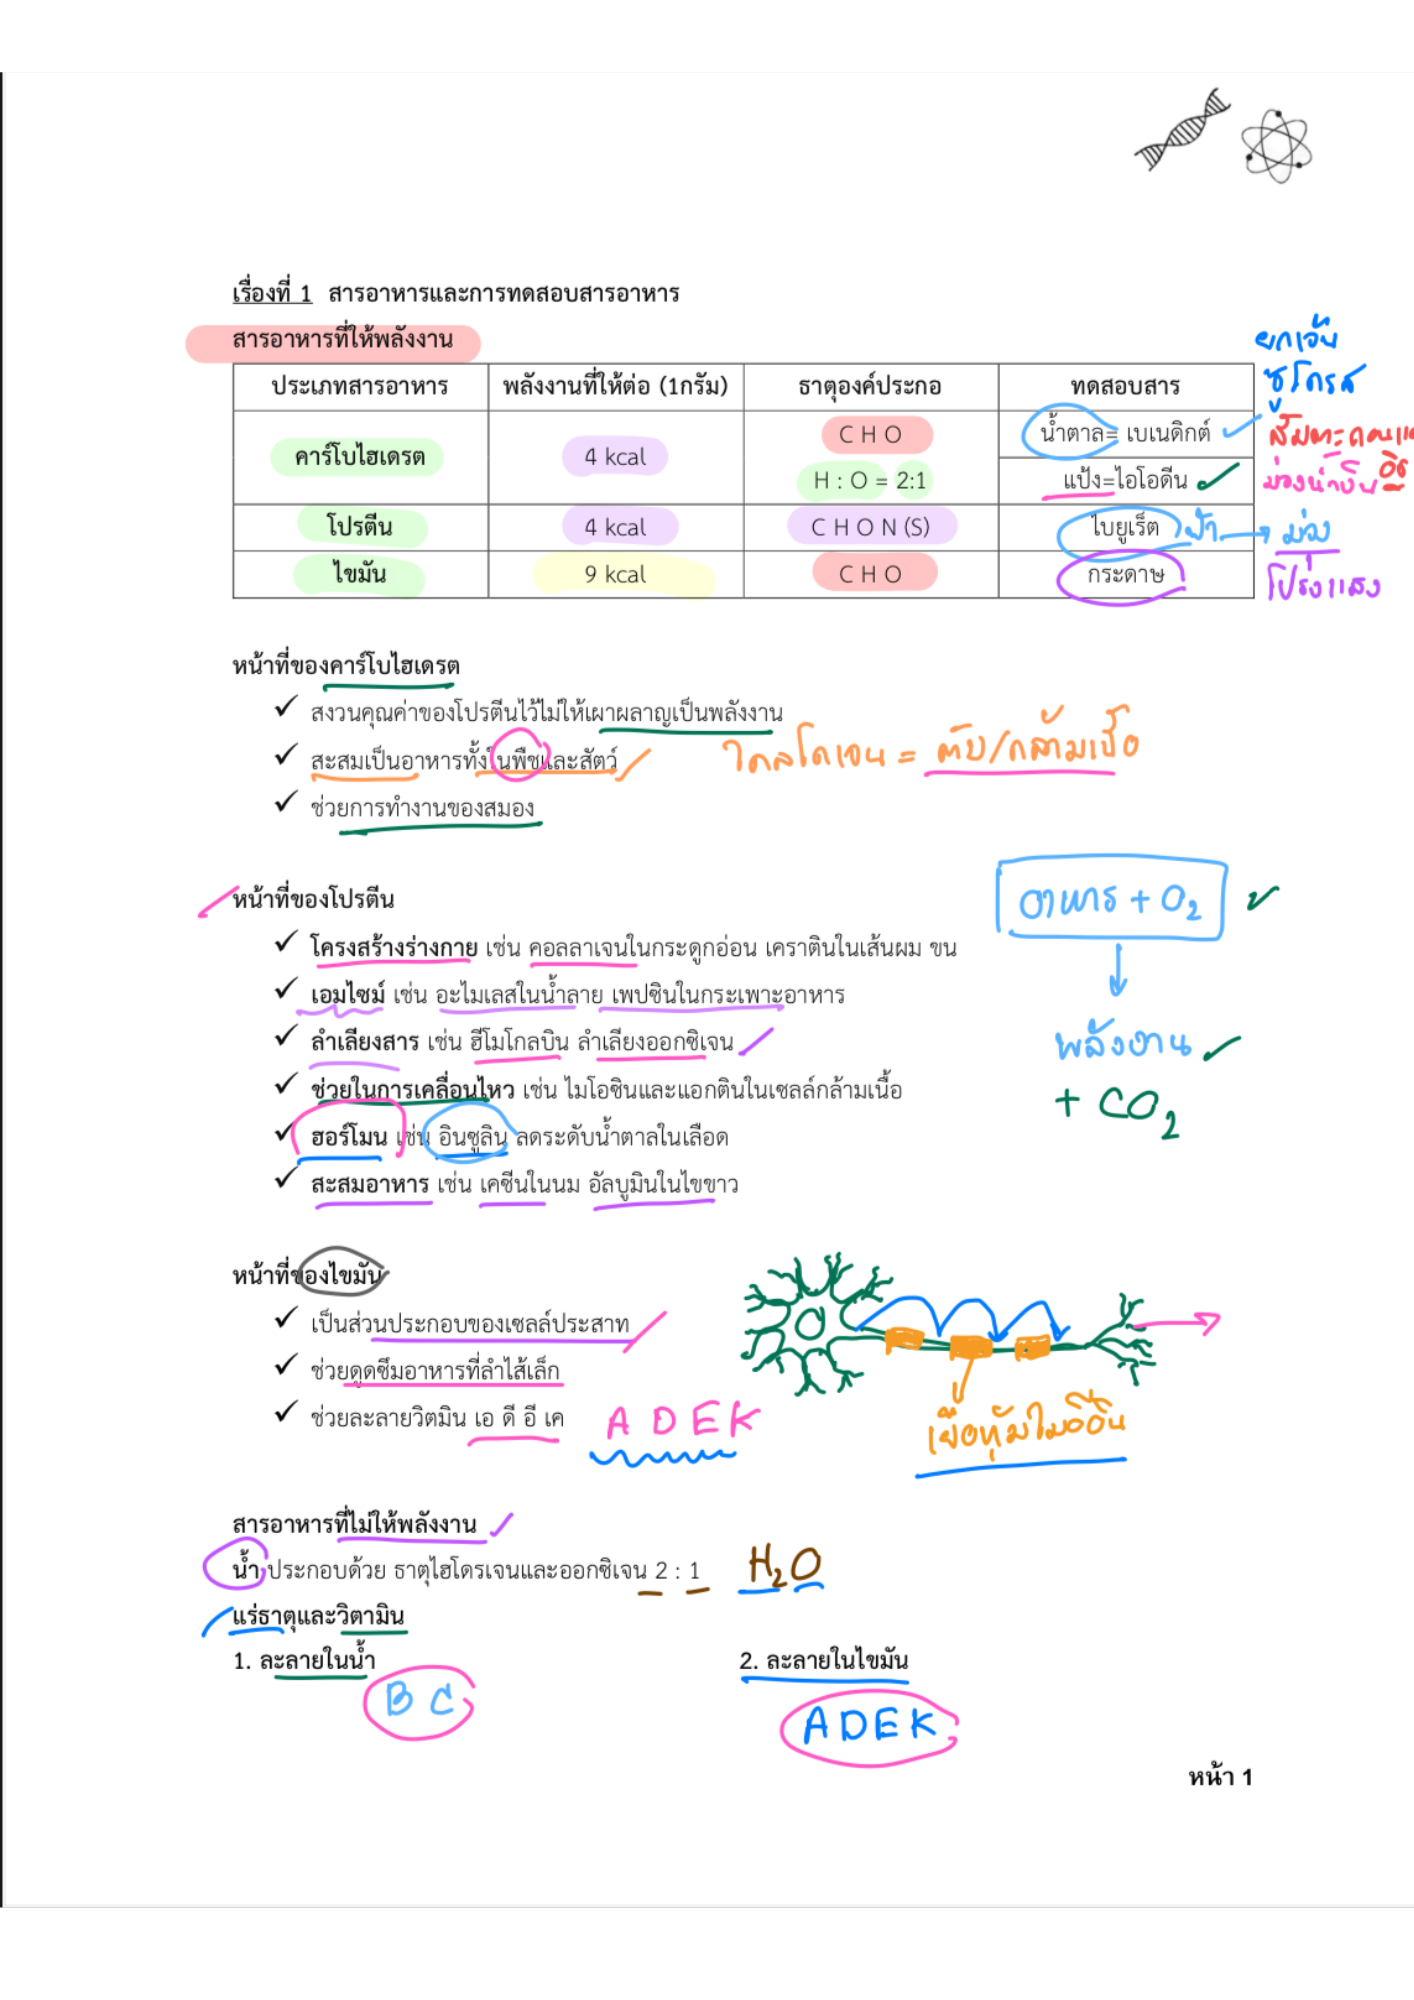 เรื่องที่ 1 สารอาหารและการทดสอบสารอาหาร
สารอาหารที่ให้พลังงาน
ยกเว้น
ซูโครส
ประเภทสารอาหาร พลังงานที่ให้ต่อ (1กรัม) ธาตุองค์ประกอ ทดสอบสาร
คาร์โบไฮเดรต 4 kcal C H O น้ำตาล= เบเนดิกต์ ส้ม
H : O = 2:1 แป้ง=ไอโอดีน ม่วงน้ำเงิน
โปรตีน 4 kcal C H O N (S) ไบยูเร็ต ฟ้า → ม่วง
ไขมัน 9 kcal C H O กระดาษ โปร่งแสง
หน้าที่ของคาร์โบไฮเดรต
✓ สงวนคุณค่าของโปรตีนไว้ไม่ให้เผาผลาญเป็นพลังงาน
✓ สะสมเป็นอาหารทั้งในพืชและสัตว์ ไกลโคเจน = ตับ/กล้ามเนื้อ
✓ ช่วยการทำงานของสมอง
หน้าที่ของโปรตีน
อาหาร + O₂
✓ โครงสร้างร่างกาย เช่น คอลลาเจนในกระดูกอ่อน เคราตินในเส้นผม ขน
✓ เอมไซม์ เช่น อะไมเลสในน้ำลาย เพปซินในกระเพาะอาหาร
✓ ลำเลียงสาร เช่น ฮีโมโกลบิน ลำเลียงออกซิเจน พลังงาน
✓ ช่วยในการเคลื่อนไหว เช่น ไมโอซินและแอกตินในเซลล์กล้ามเนื้อ
+ CO₂
✓ ฮอร์โมน เช่น อินซูลิน ลดระดับน้ำตาลในเลือด
✓ สะสมอาหาร เช่น เคซีนในนม อัลบูมินในไขขาว
หน้าที่ของไขมัน
✓ เป็นส่วนประกอบของเซลล์ประสาท
✓ ช่วยดูดซึมอาหารที่ลำไส้เล็ก
✓ ช่วยละลายวิตมิน เอ ดี อี เค A D E K เยื่อหุ้มไมอีลิน
สารอาหารที่ไม่ให้พลังงาน
น้ำ ประกอบด้วย ธาตุไฮโดรเจนและออกซิเจน 2 : 1 H₂O
แร่ธาตุและวิตามิน
1. ละลายในน้ำ 2. ละลายในไขมัน
B C ADEK
หน้า 1